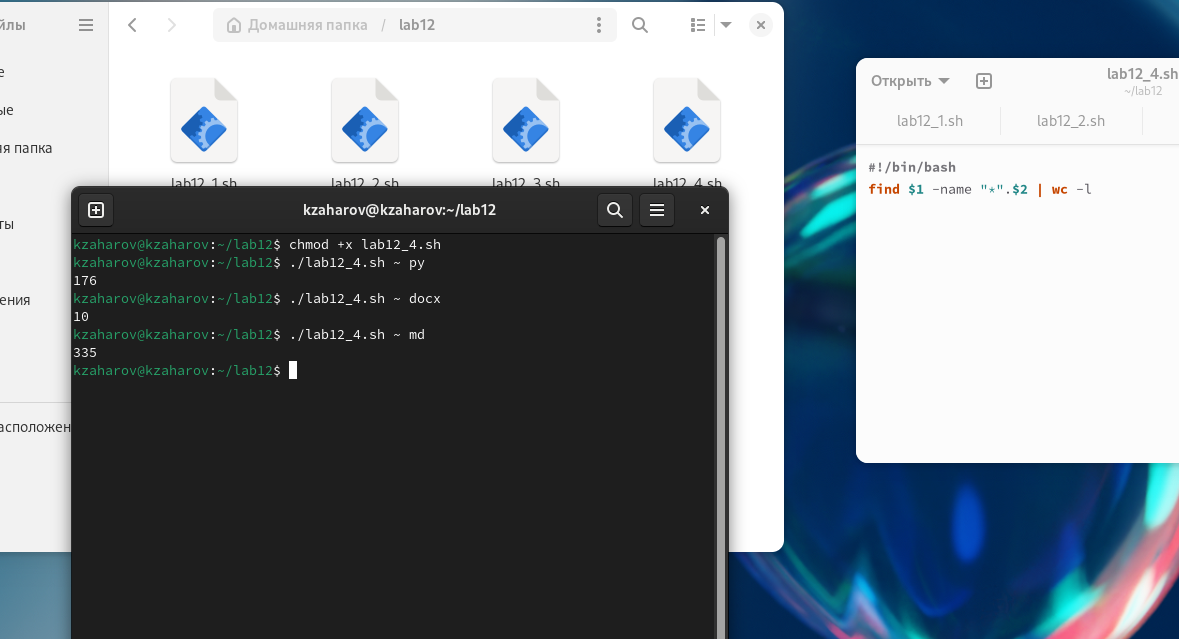 йлы
Домашняя папка / lab12
е
ые
яя папка
ты
ения
асположен
lab12_1.sh
lab12_2.sh
lab12_3.sh
lab12_4.sh
kzaharov@kzaharov:~/lab12
kzaharov@kzaharov:~/lab12$ chmod +x lab12_4.sh
kzaharov@kzaharov:~/lab12$ ./lab12_4.sh ~ py
176
kzaharov@kzaharov:~/lab12$ ./lab12_4.sh ~ docx
10
kzaharov@kzaharov:~/lab12$ ./lab12_4.sh ~ md
335
kzaharov@kzaharov:~/lab12$
Открыть
lab12_4.sh
~/lab12
lab12_1.sh
lab12_2.sh
#!/bin/bash
find $1 -name "*".$2 | wc -l